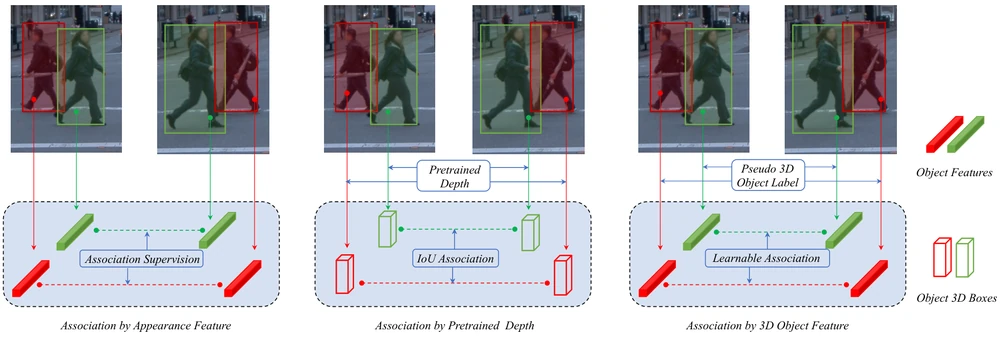 Pretrained
Depth
Pseudo 3D
Object Label
Object Features
Association Supervision
IoU Association
Learnable Association
Object 3D Boxes
Association by Appearance Feature
Association by Pretrained Depth
Association by 3D Object Feature